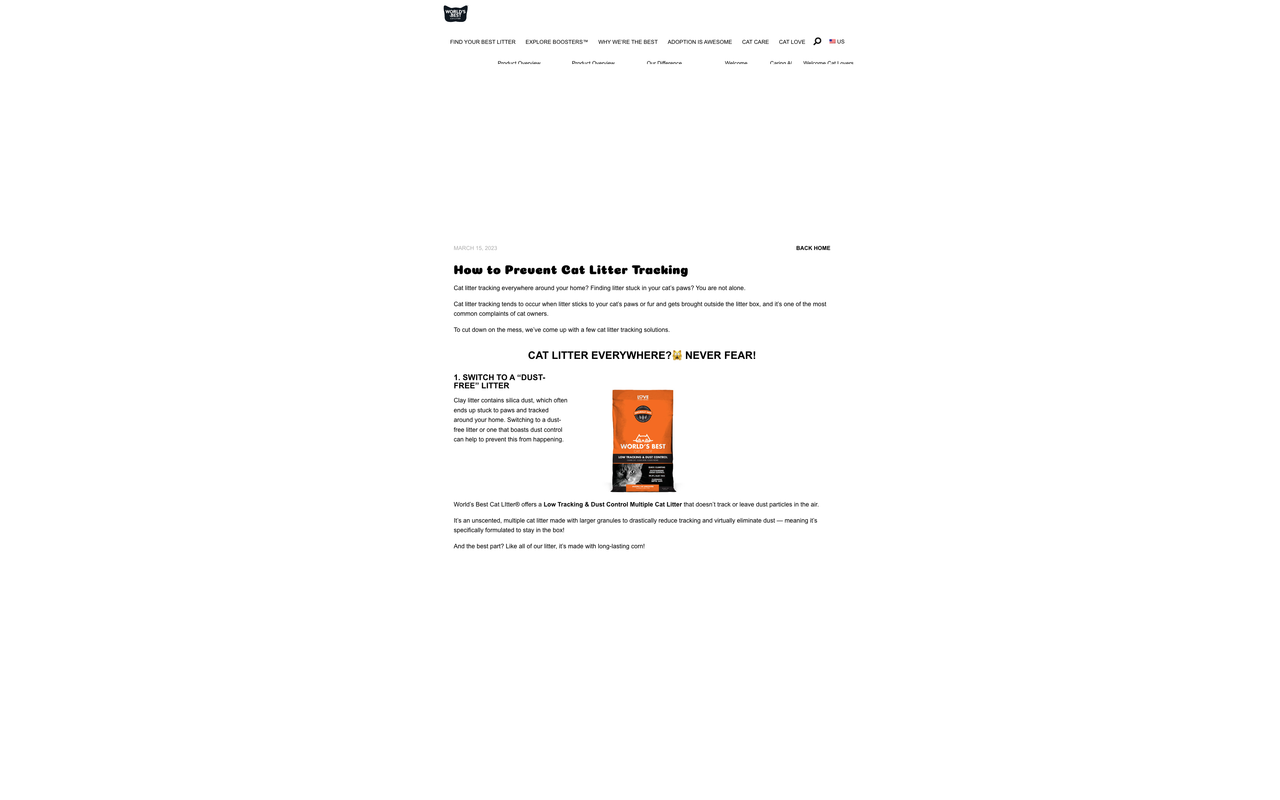 WORLD'S
BEST
FIND YOUR BEST LITTER EXPLORE BOOSTERS™ WHY WE'RE THE BEST ADOPTION IS AWESOME CAT CARE CAT LOVE US
Product Overview Product Overview Our Difference Welcome Caring Welcome Cat Lovers
MARCH 15, 2023 BACK HOME
How to Prevent Cat Litter Tracking
Cat litter tracking everywhere around your home? Finding litter stuck in your cat's paws? You are not alone.
Cat litter tracking tends to occur when litter sticks to your cat's paws or fur and gets brought outside the litter box, and it's one of the most
common complaints of cat owners.
To cut down on the mess, we've come up with a few cat litter tracking solutions.
CAT LITTER EVERYWHERE?🙀 NEVER FEAR!
1. SWITCH TO A “DUST-
FREE” LITTER
Clay litter contains silica dust, which often
ends up stuck to paws and tracked
around your home. Switching to a dust-
free litter or one that boasts dust control
can help to prevent this from happening.
WORLD'S BEST
LOW TRACKING & DUST CONTROL
World's Best Cat LItter® offers a Low Tracking & Dust Control Multiple Cat Litter that doesn't track or leave dust particles in the air.
It's an unscented, multiple cat litter made with larger granules to drastically reduce tracking and virtually eliminate dust — meaning it's
specifically formulated to stay in the box!
And the best part? Like all of our litter, it's made with long-lasting corn!